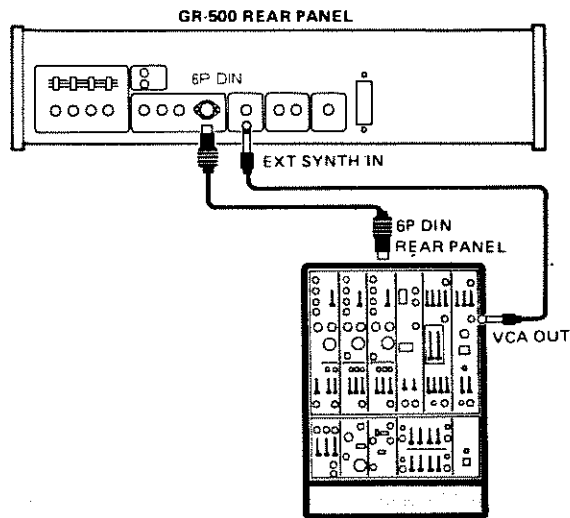 GR-500 REAR PANEL
6P DIN
EXT SYNTH IN
6P DIN
REAR PANEL
VCA OUT